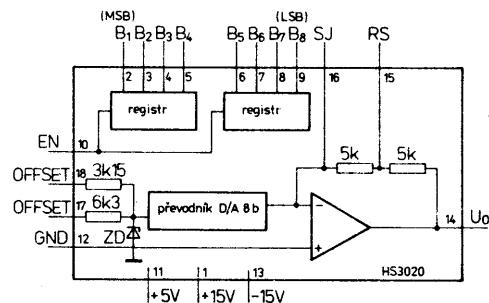 (MSB) (LSB)
B1 B2 B3 B4 B5 B6 B7 B8 SJ RS
2 3 4 5 6 7 8 9 16 15
registr registr
EN 10
5k 5k
OFFSET 18 3k15
OFFSET 17 6k3
převodník D/A 8b
−
+
14 U0
GND 12 ZD
11 1 13 HS3020
+5V +15V -15V